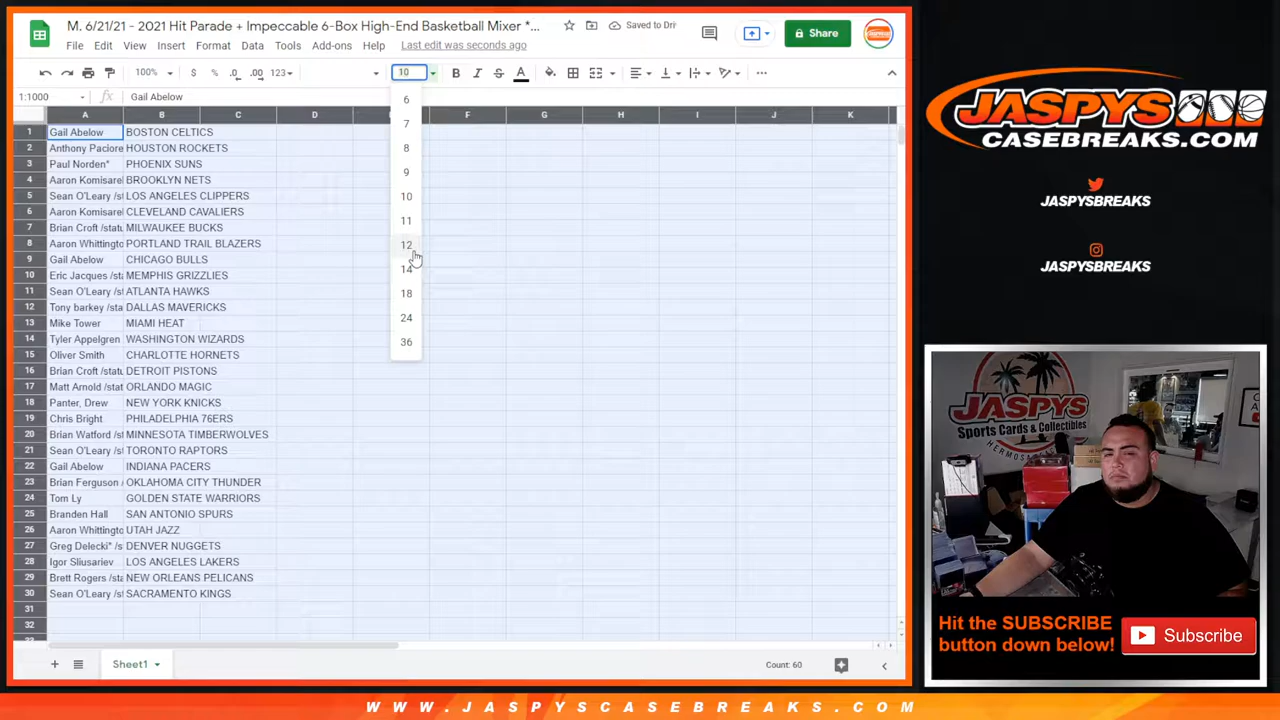 M. 6/21/21 - 2021 Hit Parade + Impeccable 6-Box High-End Basketball Mixer *...
Saved to Dri
Share
File Edit View Insert Format Data Tools Add-ons Help Last edit was seconds ago
100% $ % .0 .00 123 10 B I S A
1:1000 fx Gail Abelow
A B C D F G H I J K
1 Gail Abelow BOSTON CELTICS
2 Anthony Paciore HOUSTON ROCKETS
3 Paul Norden* PHOENIX SUNS
4 Aaron Komisare BROOKLYN NETS
5 Sean O'Leary /sta LOS ANGELES CLIPPERS
6 Aaron Komisare CLEVELAND CAVALIERS
7 Brian Croft /statu MILWAUKEE BUCKS
8 Aaron Whittingto PORTLAND TRAIL BLAZERS
9 Gail Abelow CHICAGO BULLS
10 Eric Jacques /sta MEMPHIS GRIZZLIES
11 Sean O'Leary /sta ATLANTA HAWKS
12 Tony barkey /stat DALLAS MAVERICKS
13 Mike Tower MIAMI HEAT
14 Tyler Appelgren WASHINGTON WIZARDS
15 Oliver Smith CHARLOTTE HORNETS
16 Brian Croft /statu DETROIT PISTONS
17 Matt Arnold /stat ORLANDO MAGIC
18 Panter, Drew NEW YORK KNICKS
19 Chris Bright PHILADELPHIA 76ERS
20 Brian Watford /st MINNESOTA TIMBERWOLVES
21 Sean O'Leary /st TORONTO RAPTORS
22 Gail Abelow INDIANA PACERS
23 Brian Ferguson / OKLAHOMA CITY THUNDER
24 Tom Ly GOLDEN STATE WARRIORS
25 Branden Hall SAN ANTONIO SPURS
26 Aaron Whittingto UTAH JAZZ
27 Greg Delecki* /s DENVER NUGGETS
28 Igor Sliusariev LOS ANGELES LAKERS
29 Brett Rogers /sta NEW ORLEANS PELICANS
30 Sean O'Leary /st SACRAMENTO KINGS
31
32
6
7
8
9
10
11
12
14
18
24
36
Sheet1
Count: 60
JASPYS
CASEBREAKS.COM
JASPYSBREAKS
JASPYSBREAKS
JASPYS
Sports Cards & Collectibles
Hit the SUBSCRIBE
button down below!
Subscribe
WWW.JASPYSCASEBREAKS.COM